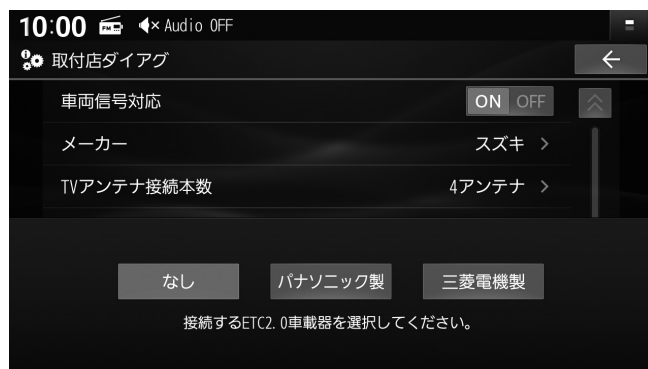 10:00 FM Audio OFF
取付店ダイアグ
車両信号対応 ON OFF
メーカー スズキ
TVアンテナ接続本数 4アンテナ
なし パナソニック製 三菱電機製
接続するETC2.0車載器を選択してください。